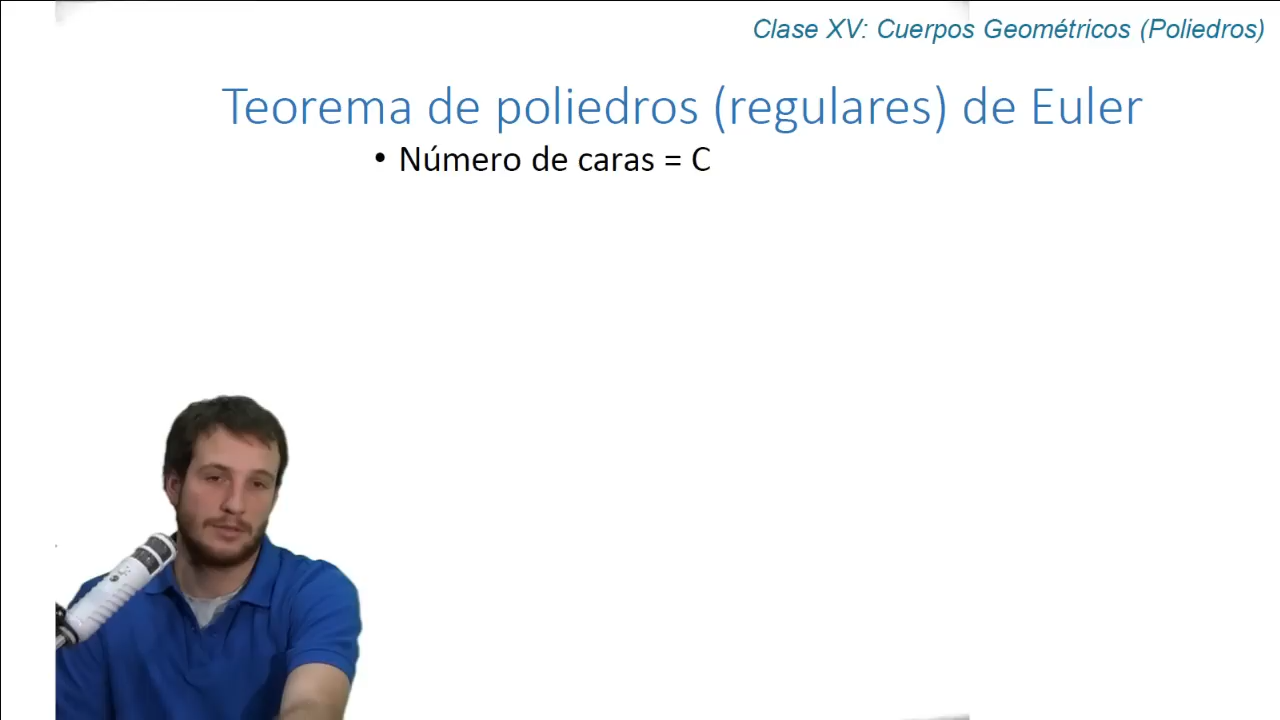 Clase XV: Cuerpos Geométricos (Poliedros)
Teorema de poliedros (regulares) de Euler
• Número de caras = C